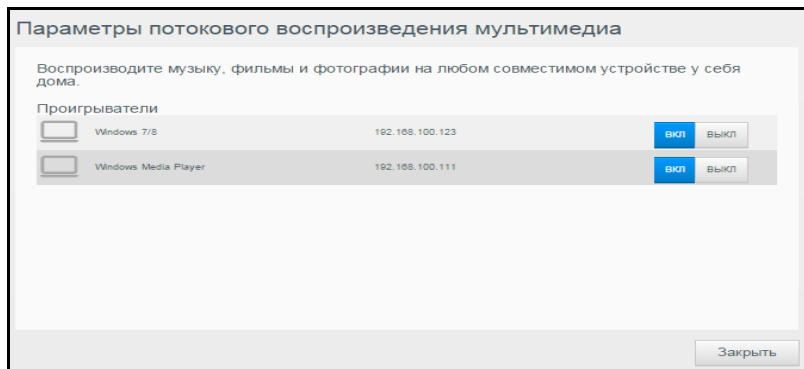 Параметры потокового воспроизведения мультимедиа
Воспроизводите музыку, фильмы и фотографии на любом совместимом устройстве у себя
дома.
Проигрыватели
Windows 7/8 192.168.100.123 ВКЛ ВЫКЛ
Windows Media Player 192.168.100.111 ВКЛ ВЫКЛ
Закрыть